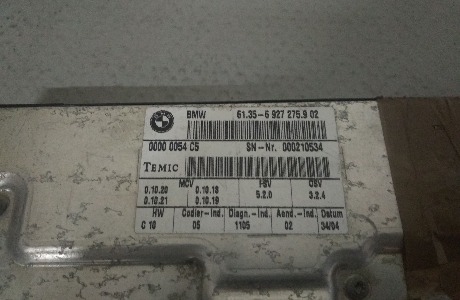 BMW 61.35-6 927 275.9 02
0000 0054 C5 SN-Nr. 000210534
TEMIC
MCV FSV OSV
0.10.20 0.10.18 5.2.0 3.2.4
0.10.21 0.10.19
HW Codier-Ind. Diagn.-Ind. Aend.-Ind. Datum
C 10 05 1105 02 34/04